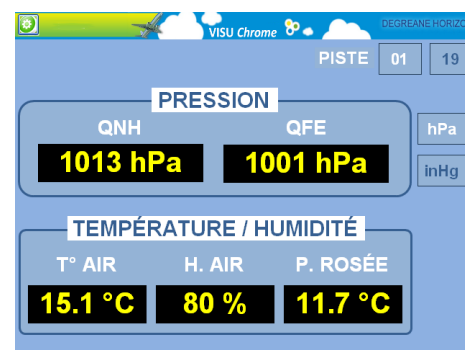 VISU Chrome
DEGREANE HORIZO
PISTE 01 19
PRESSION
QNH QFE
1013 hPa 1001 hPa
hPa
inHg
TEMPÉRATURE / HUMIDITÉ
T° AIR H. AIR P. ROSÉE
15.1 °C 80 % 11.7 °C